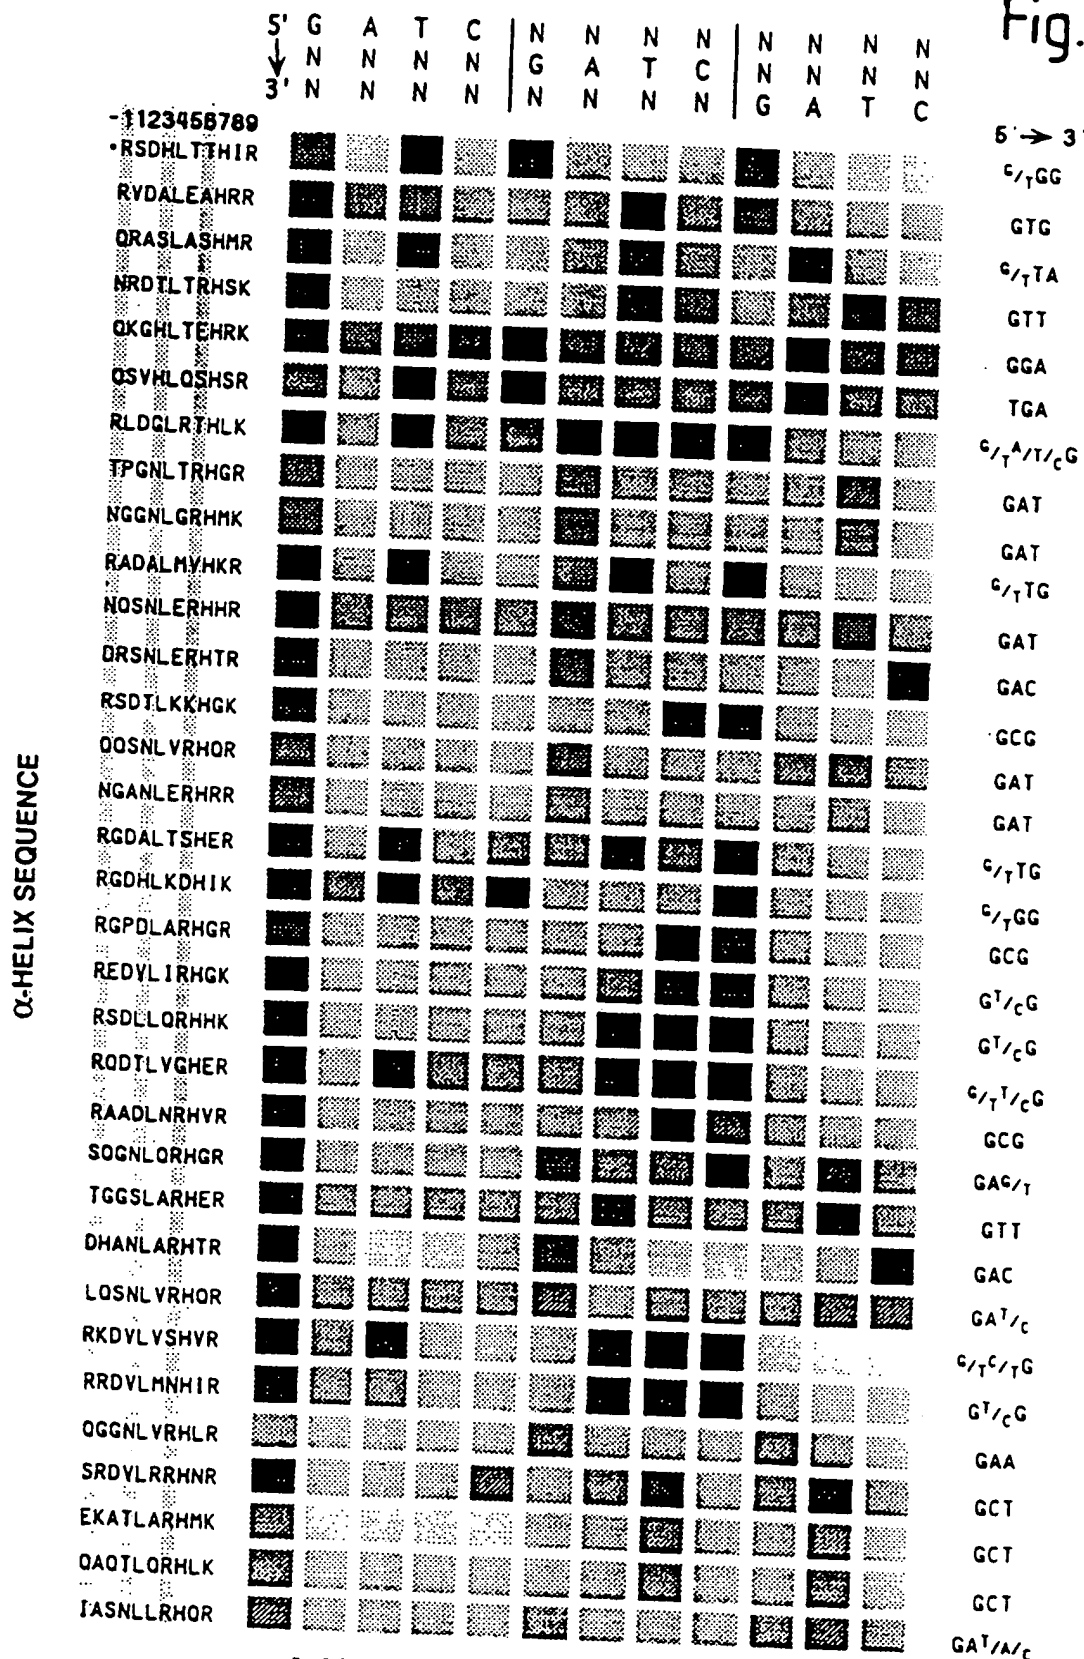 Fig.
5' G A T C N N N N N N N N
N N N N G A T C N N N N
3' N N N N N N N N G A T C
-1123456789
5' → 3'
RSDHLTTHIR G/TGG
RVDALEAHRR GTG
QRASLASHMR G/TTA
NRDTLTRHSK GTT
QKGHLTEHRK GGA
QSVHLQSHSR TGA
RLDGLRTHLK G/TA/T/CG
TPGNLTRHGR GAT
NGGNLGRHMK GAT
RADALMVHKR G/TTG
NQSNLERHHR GAT
DRSNLERHTR GAC
RSDTLKKHGK GCG
QQSNLVRHQR GAT
NGANLERHRR GAT
RGDALTSHER G/TTG
RGDHLKDHIK G/TGG
RGPDLARHGR GCG
REDVLIRHGK GT/CG
RSDLLQRHHK GT/CG
RQDTLVGHER G/TT/CG
RAADLNRHVR GCG
SQGNLQRHGR GAG/T
TGGSLARHER GTT
DHANLARHTR GAC
LQSNLVRHQR GAT/C
RKDVLVSHVR G/TC/TG
RRDVLMNHIR GT/CG
QGGNLVRHLR GAA
SRDVLRRHNR GCT
EKATLARHMK GCT
QAQTLQRHLK GCT
IASNLLRHQR GAT/A/C
α-HELIX SEQUENCE